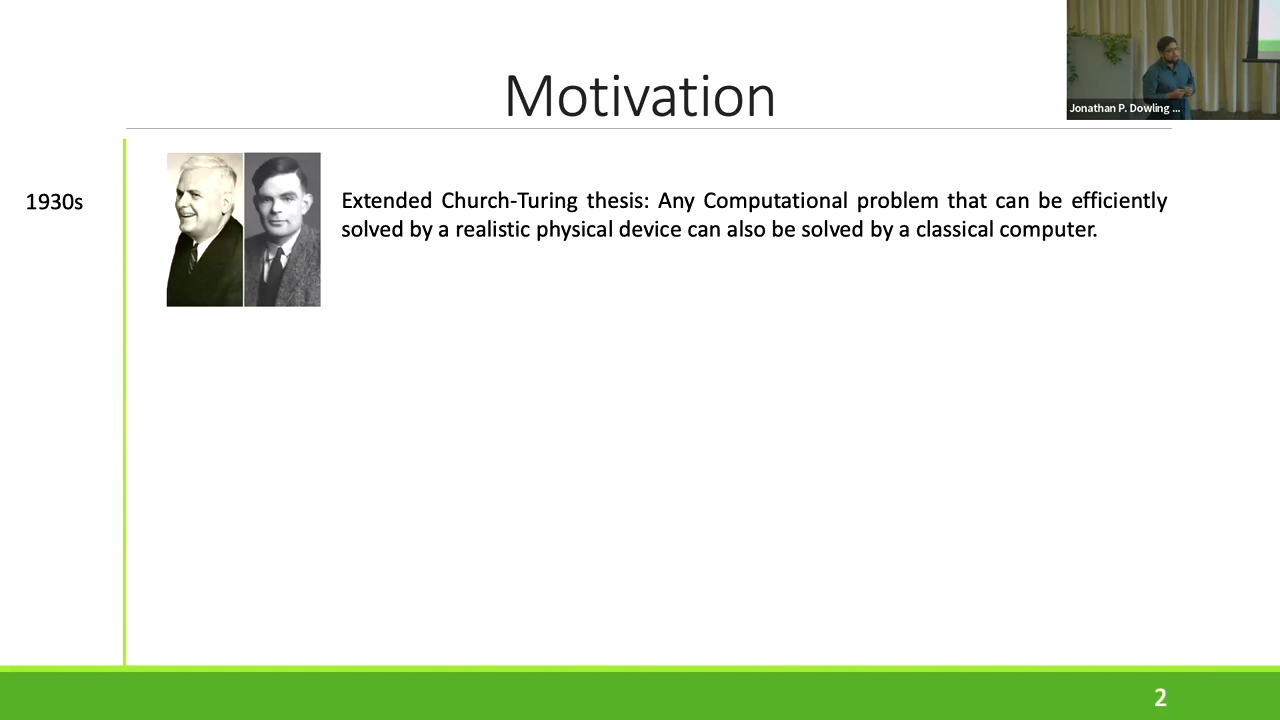 Motivation
Jonathan P. Dowling ...
1930s
Extended Church-Turing thesis: Any Computational problem that can be efficiently
solved by a realistic physical device can also be solved by a classical computer.
2